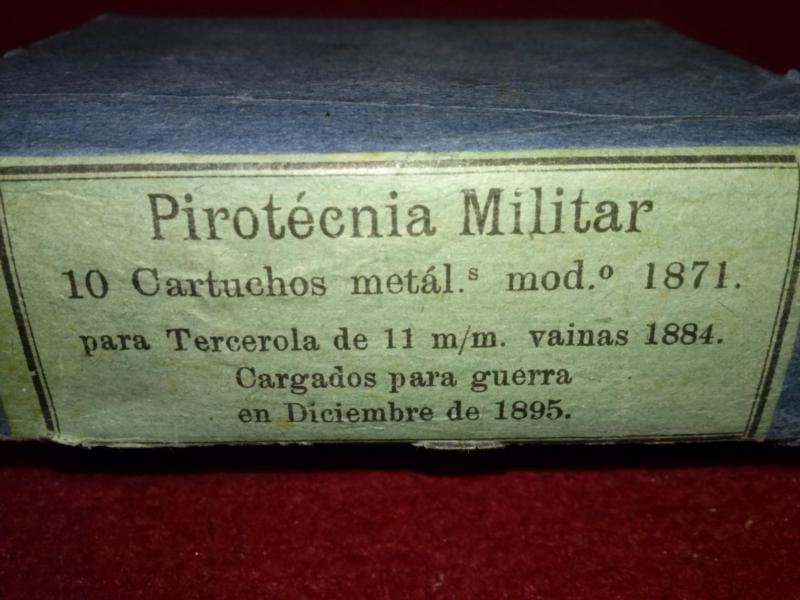 Pirotécnia Militar
10 Cartuchos metál.ˢ mod.º 1871.
para Tercerola de 11 m/m. vainas 1884.
Cargados para guerra
en Diciembre de 1895.